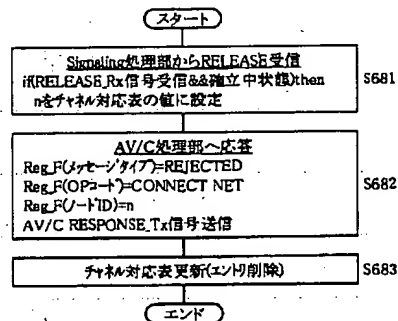 スタート
Signaling処理部からRELEASE受信
if(RELEASE_Rx信号受信&&確立中状態)then
nをチャネル対応表の値に設定
S681
AV/C処理部へ応答
Reg_F(メッセージタイプ)=REJECTED
Reg_F(OPコード)=CONNECT NET
Reg_F(ノードID)=n
AV/C RESPONSE_Tx信号送信
S682
チャネル対応表更新(エントリ削除)
S683
エンド